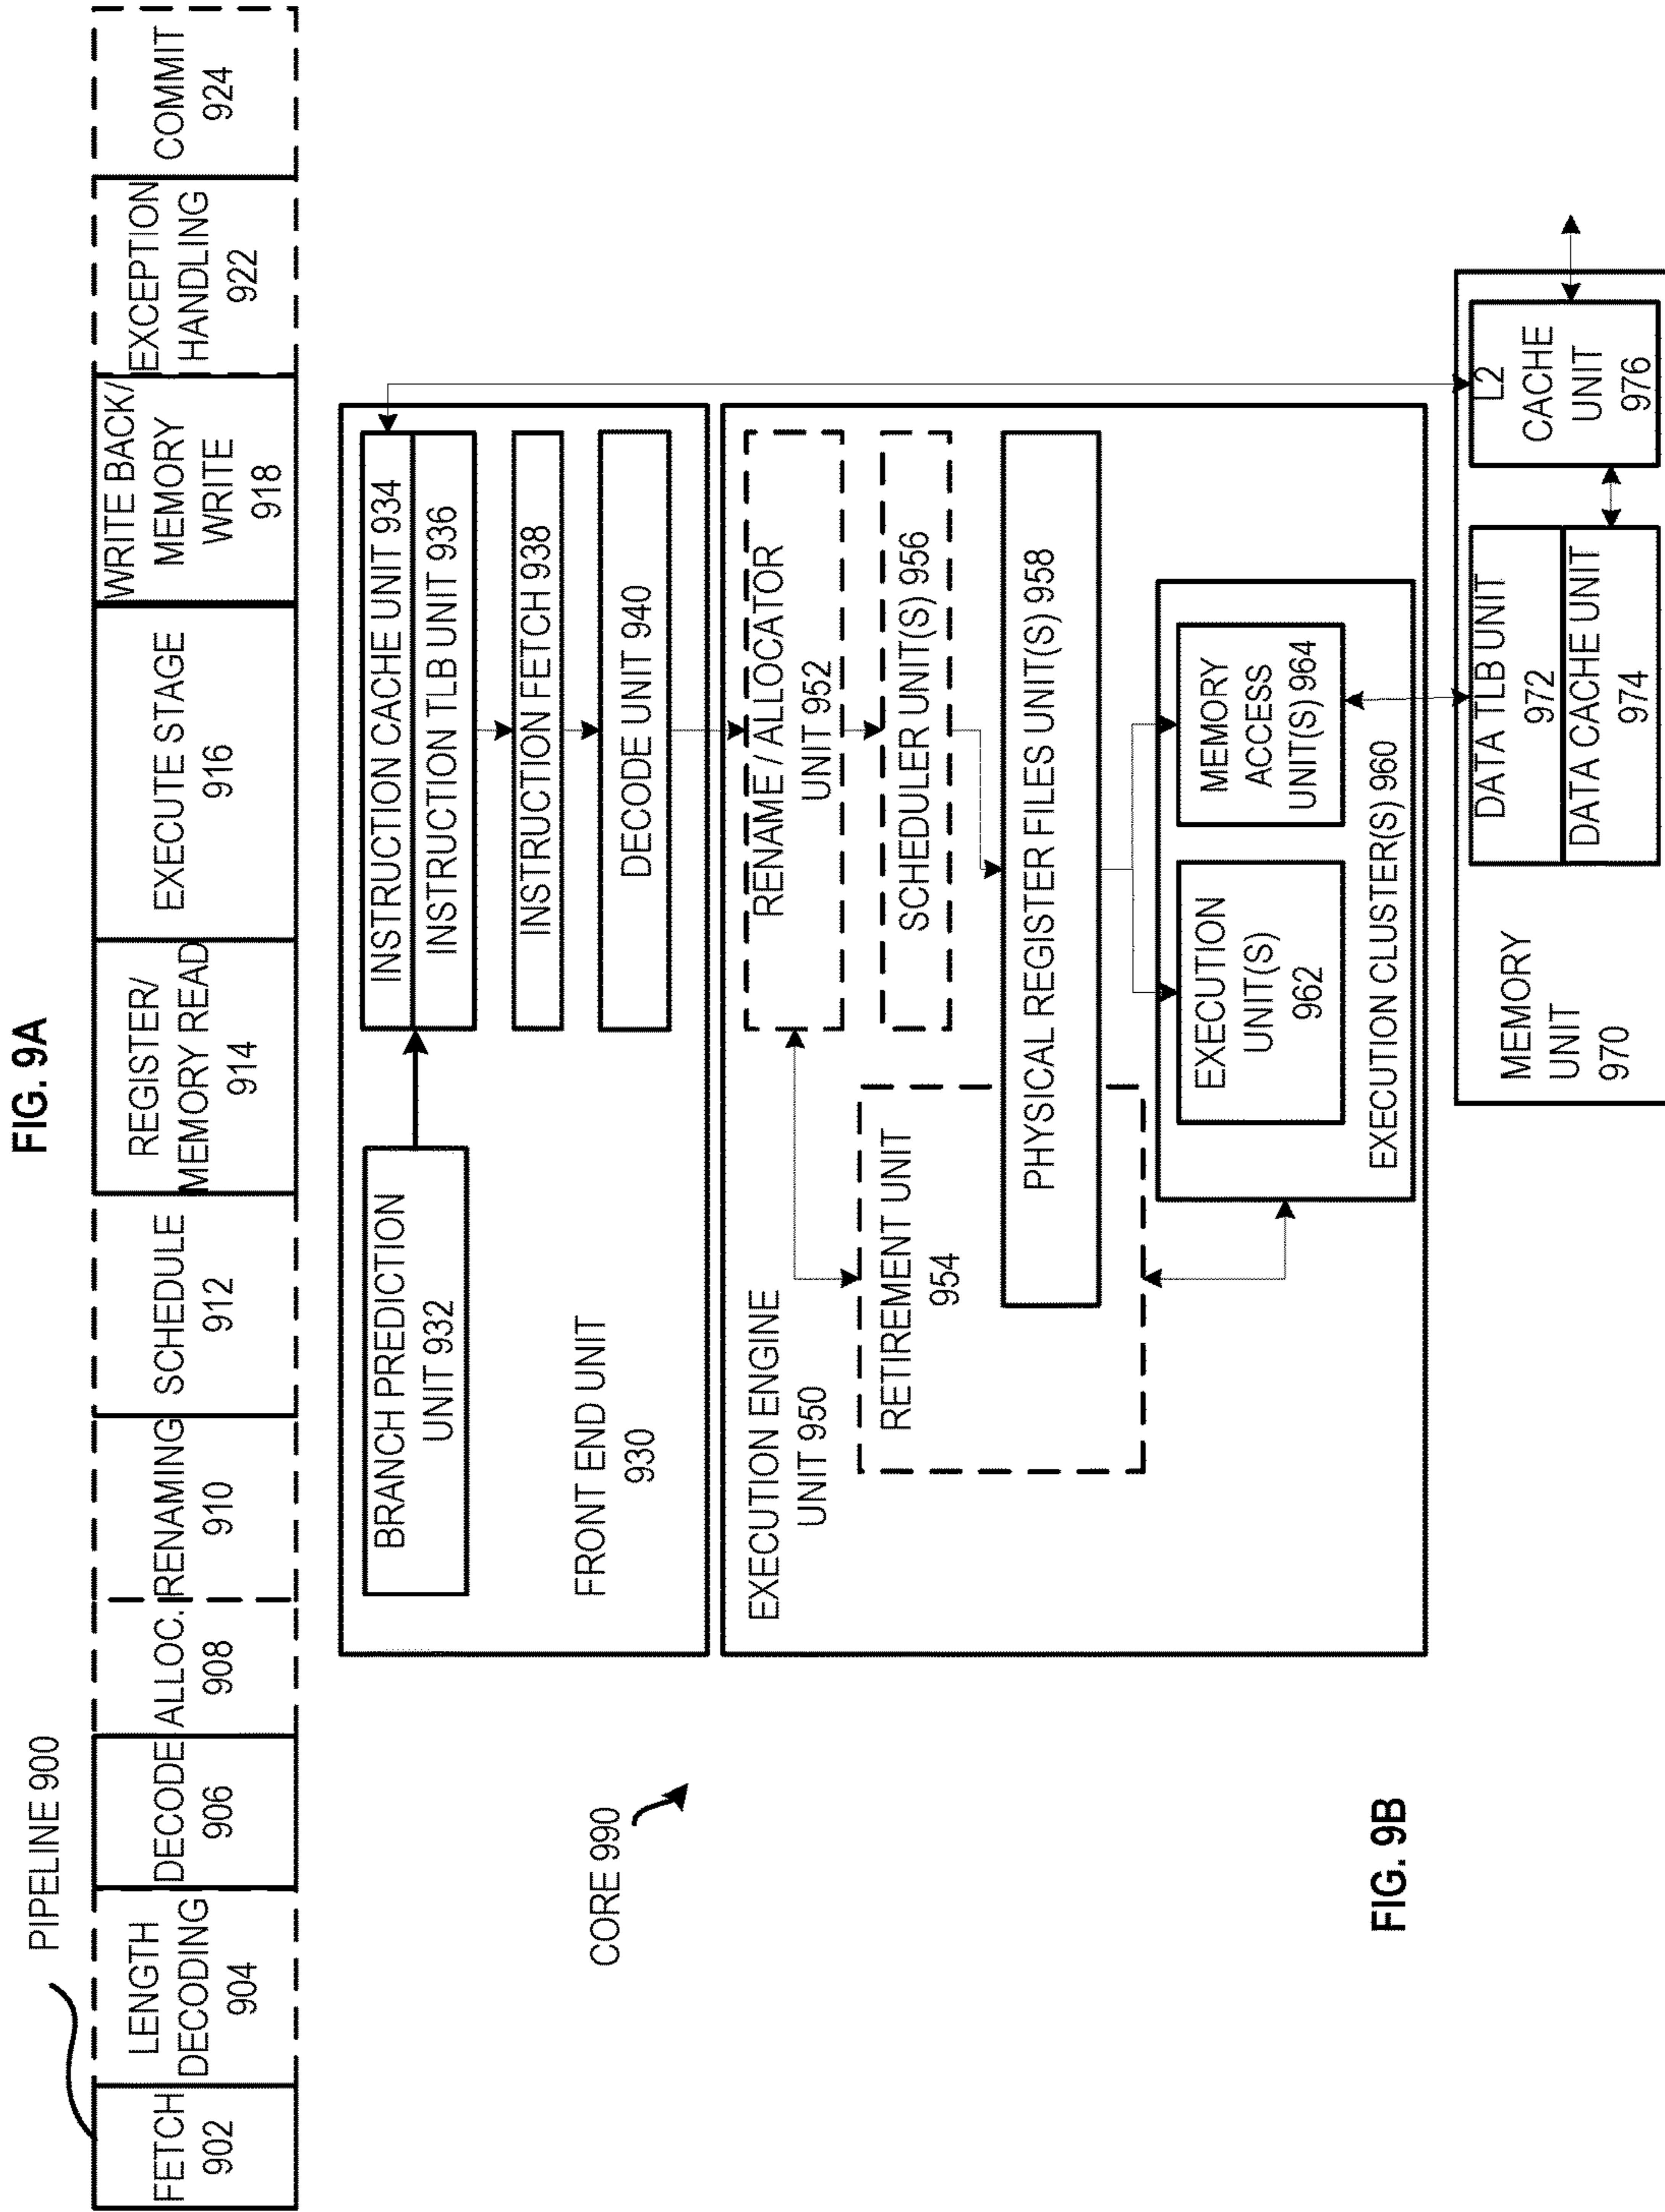 FIG. 9A
PIPELINE 900
FETCH
902
LENGTH
DECODING
904
DECODE
906
ALLOC.
908
RENAMING
910
SCHEDULE
912
REGISTER/
MEMORY READ
914
EXECUTE STAGE
916
WRITE BACK/
MEMORY
WRITE
918
EXCEPTION
HANDLING
922
COMMIT
924
CORE 990
BRANCH PREDICTION
UNIT 932
FRONT END UNIT
930
INSTRUCTION CACHE UNIT 934
INSTRUCTION TLB UNIT 936
INSTRUCTION FETCH 938
DECODE UNIT 940
EXECUTION ENGINE
UNIT 950
RENAME / ALLOCATOR
UNIT 952
RETIREMENT UNIT
954
SCHEDULER UNIT(S) 956
PHYSICAL REGISTER FILES UNIT(S) 958
EXECUTION
UNIT(S)
962
MEMORY
ACCESS
UNIT(S) 964
EXECUTION CLUSTER(S) 960
MEMORY
UNIT
970
DATA TLB UNIT
972
DATA CACHE UNIT
974
L2
CACHE
UNIT
976
FIG. 9B